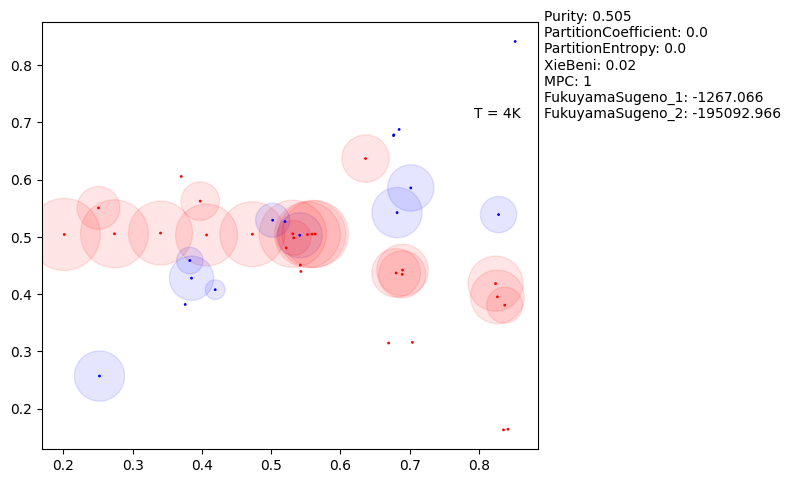 Purity: 0.505
PartitionCoefficient: 0.0
PartitionEntropy: 0.0
XieBeni: 0.02
MPC: 1
FukuyamaSugeno_1: -1267.066
FukuyamaSugeno_2: -195092.966
T = 4K
0.8
0.7
0.6
0.5
0.4
0.3
0.2
0.2 0.3 0.4 0.5 0.6 0.7 0.8